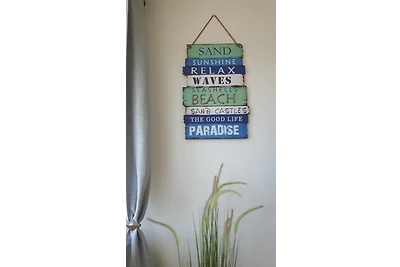 SAND
SUNSHINE
RELAX
WAVES
SEASHELLS
BEACH
SAND CASTLES
THE GOOD LIFE
PARADISE